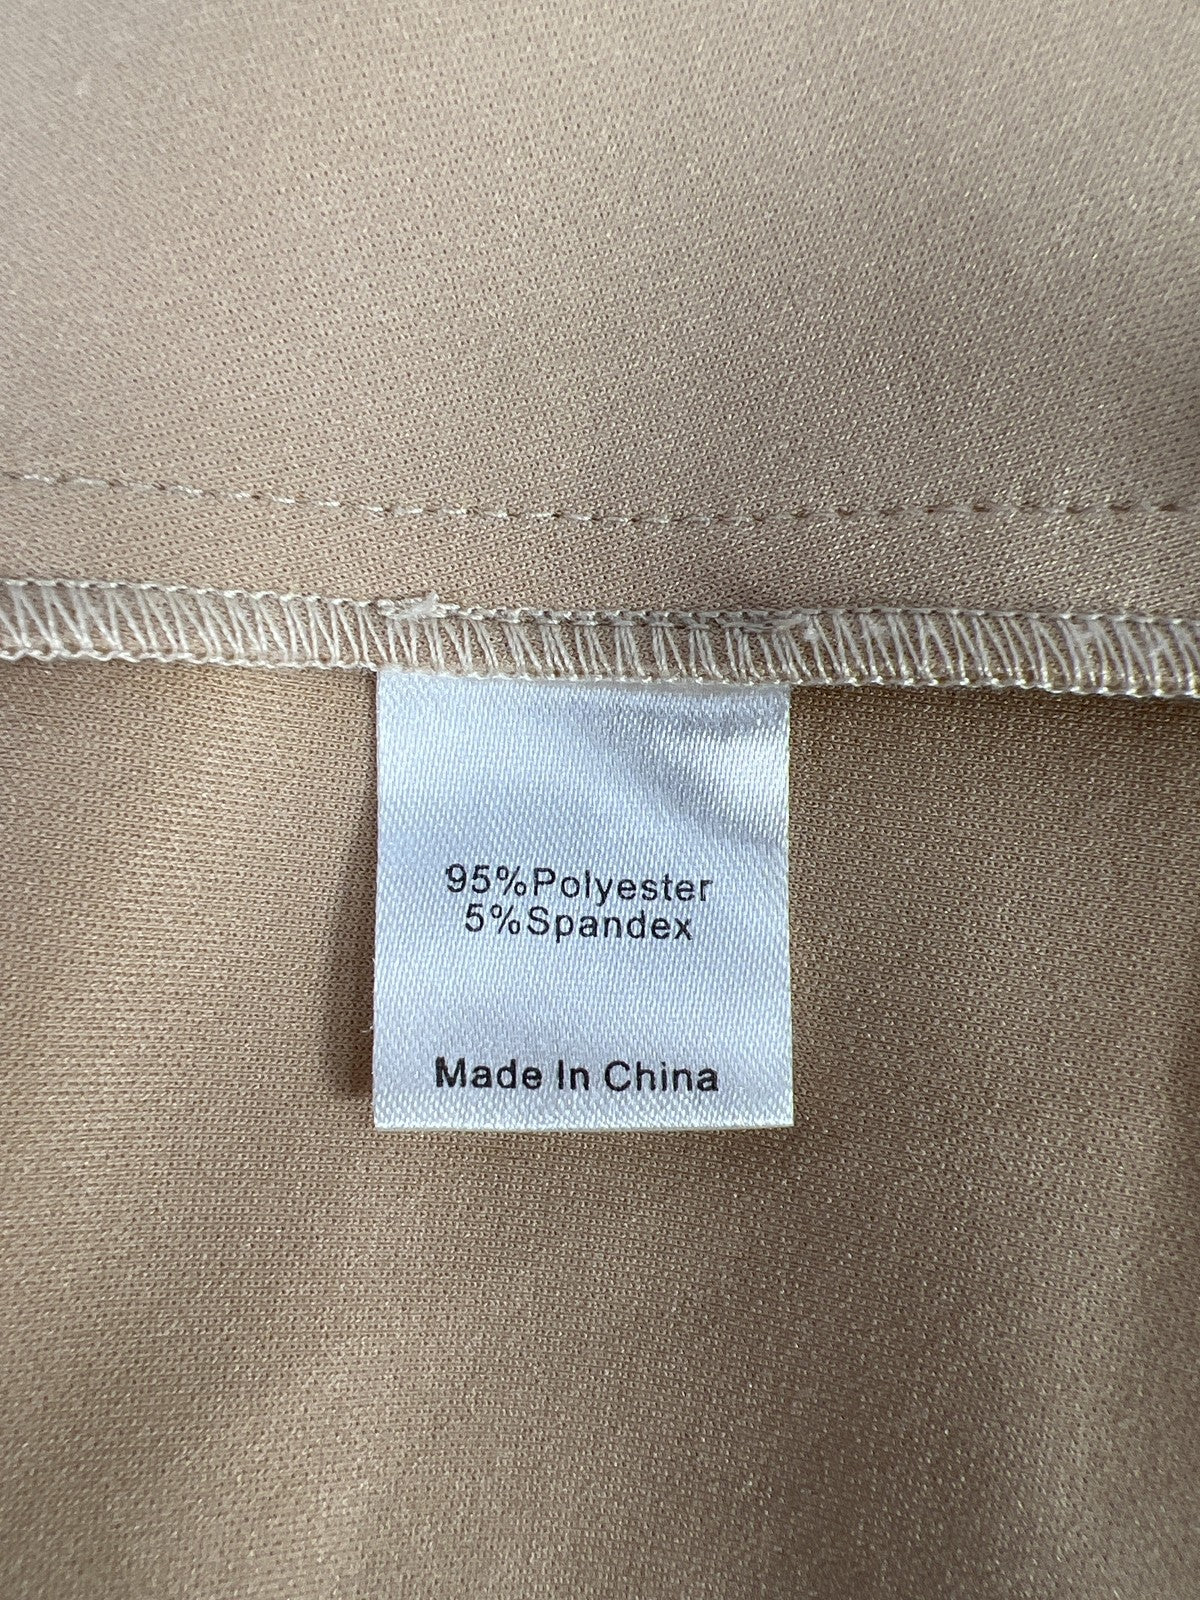 95%Polyester
5%Spandex
Made In China